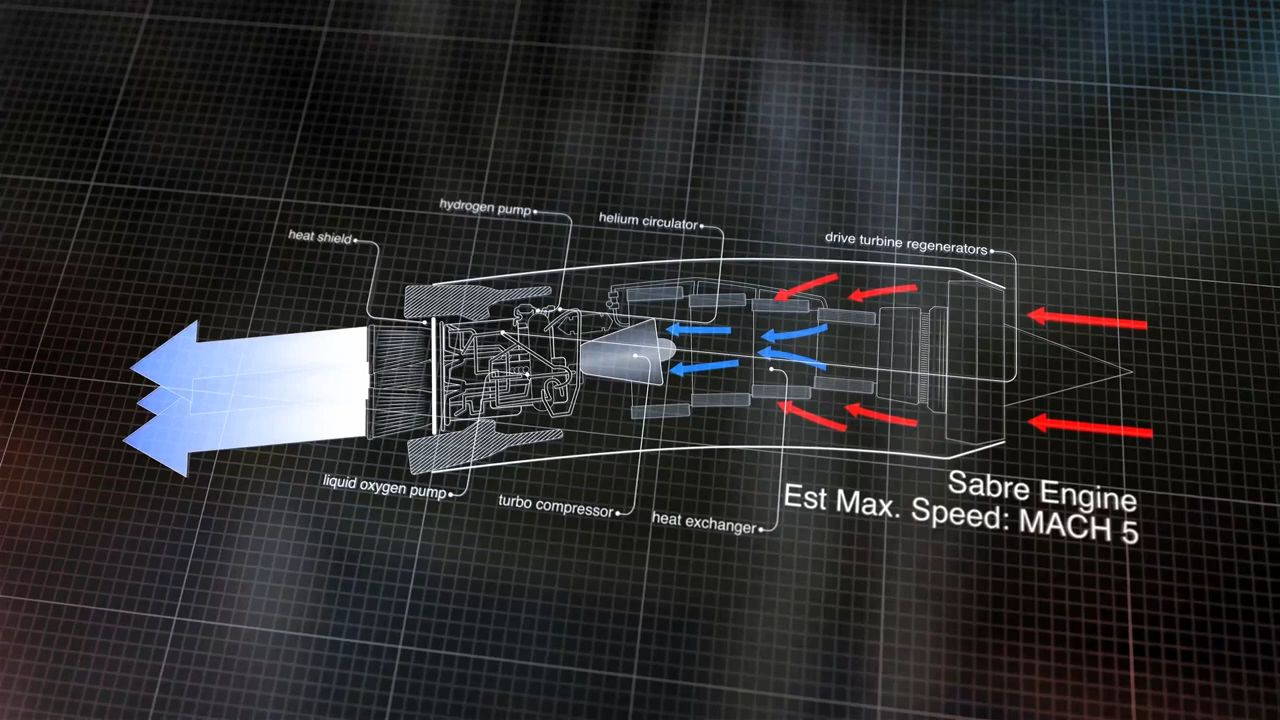 hydrogen pump
helium circulator
heat shield
drive turbine regenerators
liquid oxygen pump
turbo compressor
heat exchanger
Sabre Engine
Est Max. Speed: MACH 5